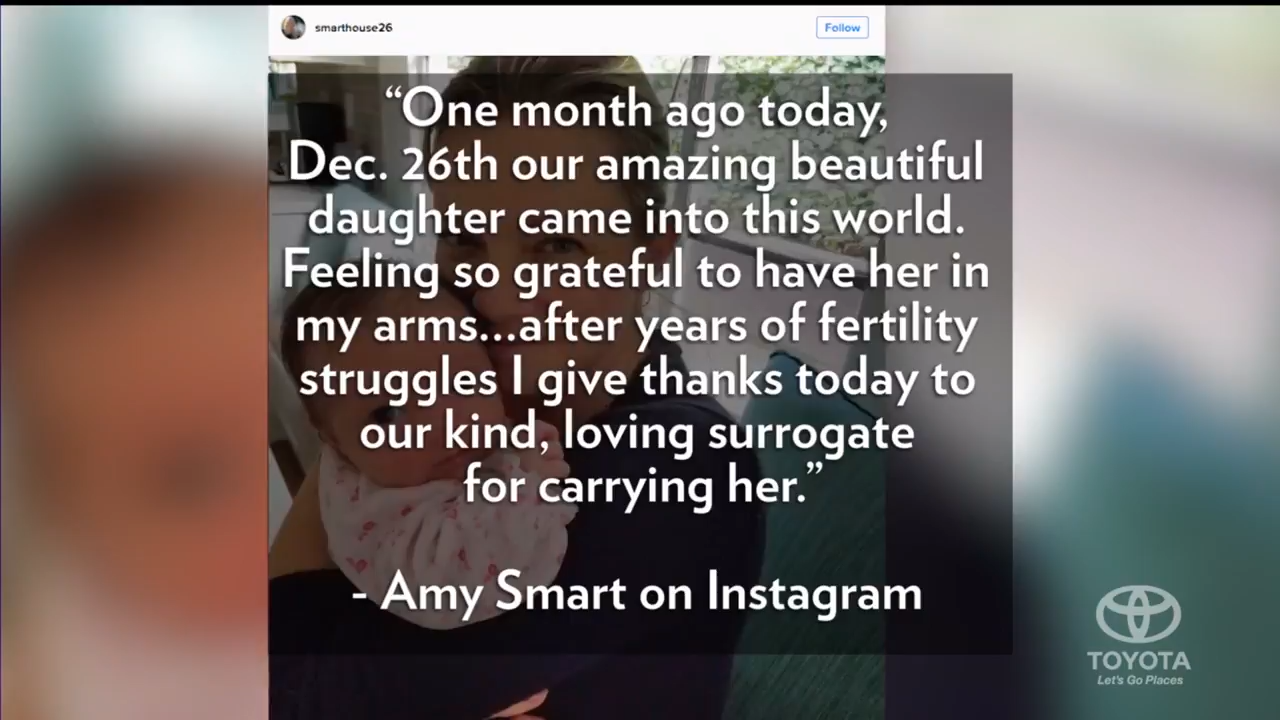 smarthouse26
Follow
“One month ago today,
Dec. 26th our amazing beautiful
daughter came into this world.
Feeling so grateful to have her in
my arms...after years of fertility
struggles I give thanks today to
our kind, loving surrogate
for carrying her.”
- Amy Smart on Instagram
TOYOTA
Let's Go Places